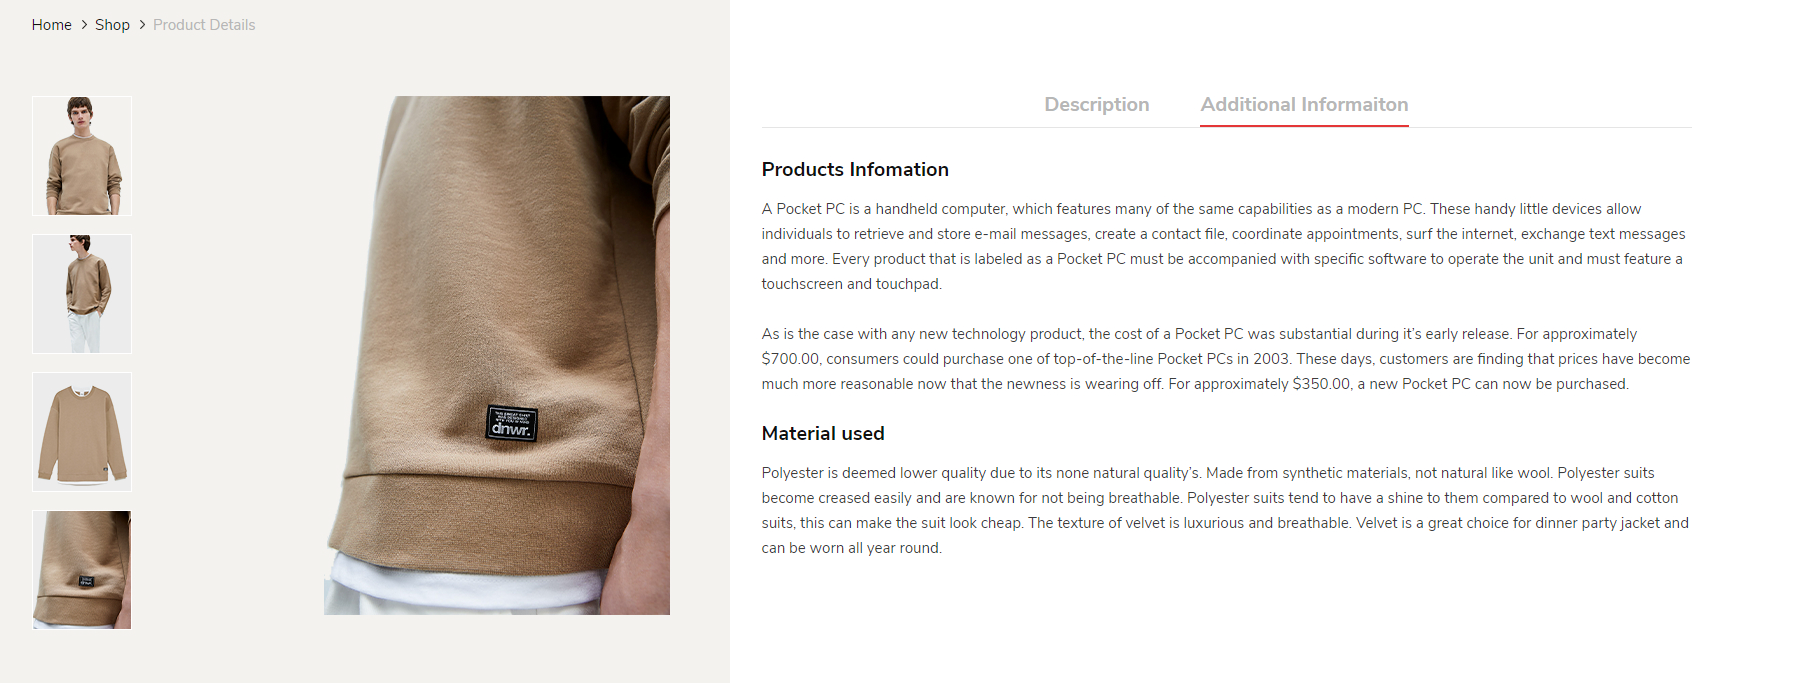 Home > Shop > Product Details
Description
Additional Informaiton
Products Infomation
A Pocket PC is a handheld computer, which features many of the same capabilities as a modern PC. These handy little devices allow
individuals to retrieve and store e-mail messages, create a contact file, coordinate appointments, surf the internet, exchange text messages
and more. Every product that is labeled as a Pocket PC must be accompanied with specific software to operate the unit and must feature a
touchscreen and touchpad.
As is the case with any new technology product, the cost of a Pocket PC was substantial during it’s early release. For approximately
$700.00, consumers could purchase one of top-of-the-line Pocket PCs in 2003. These days, customers are finding that prices have become
much more reasonable now that the newness is wearing off. For approximately $350.00, a new Pocket PC can now be purchased.
Material used
Polyester is deemed lower quality due to its none natural quality’s. Made from synthetic materials, not natural like wool. Polyester suits
become creased easily and are known for not being breathable. Polyester suits tend to have a shine to them compared to wool and cotton
suits, this can make the suit look cheap. The texture of velvet is luxurious and breathable. Velvet is a great choice for dinner party jacket and
can be worn all year round.
dnwr.